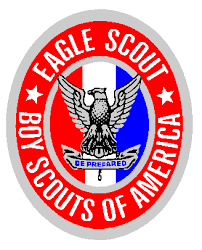 EAGLE SCOUT
BE PREPARED
BOY SCOUTS OF AMERICA